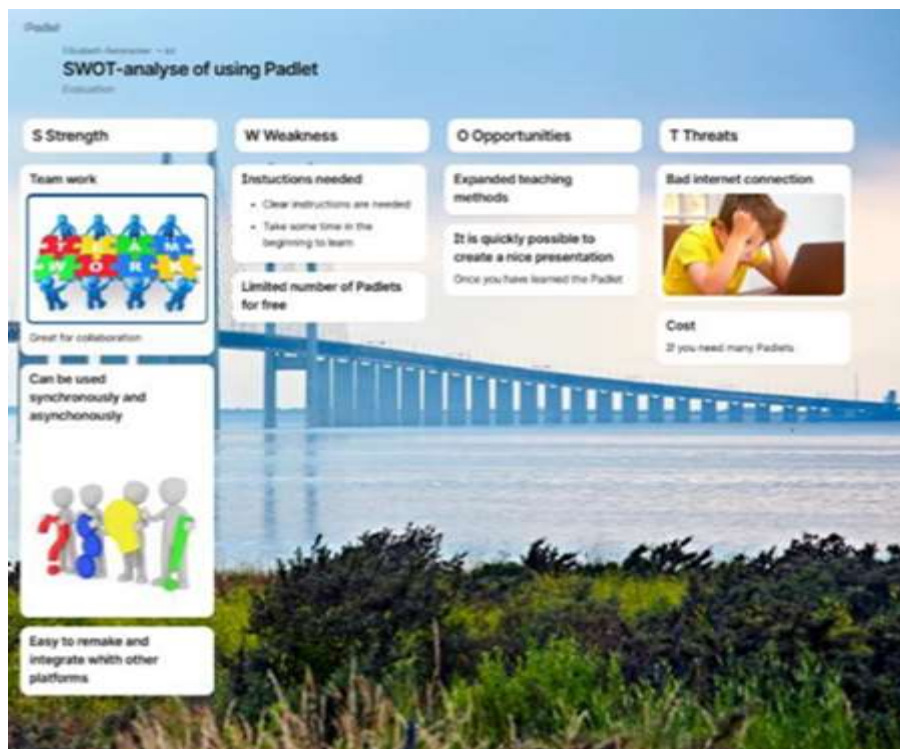 Padlet
SWOT-analyse of using Padlet
Evaluation
S Strength
Team work
T E A M
W O R K
Great for collaboration
Can be used
synchronously and
asynchonously
Easy to remake and
integrate whith other
platforms
W Weakness
Instuctions needed
• Clear instructions are needed
• Take some time in the
beginning to learn
Limited number of Padlets
for free
O Opportunities
Expanded teaching
methods
It is quickly possible to
create a nice presentation
Once you have learned the Padlet
T Threats
Bad internet connection
Cost
If you need many Padlets